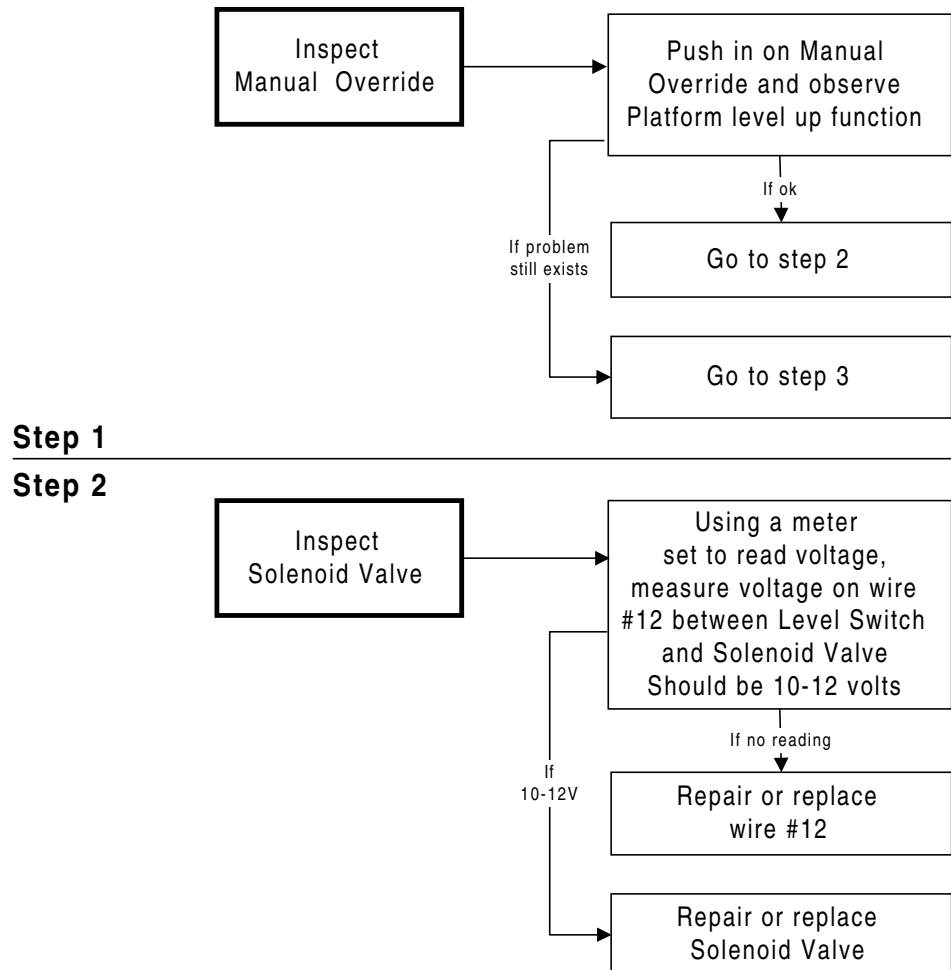 Inspect
Manual Override
Push in on Manual
Override and observe
Platform level up function
If ok
If problem
still exists
Go to step 2
Go to step 3
Step 1
Step 2
Inspect
Solenoid Valve
Using a meter
set to read voltage,
measure voltage on wire
#12 between Level Switch
and Solenoid Valve
Should be 10-12 volts
If no reading
If
10-12V
Repair or replace
wire #12
Repair or replace
Solenoid Valve